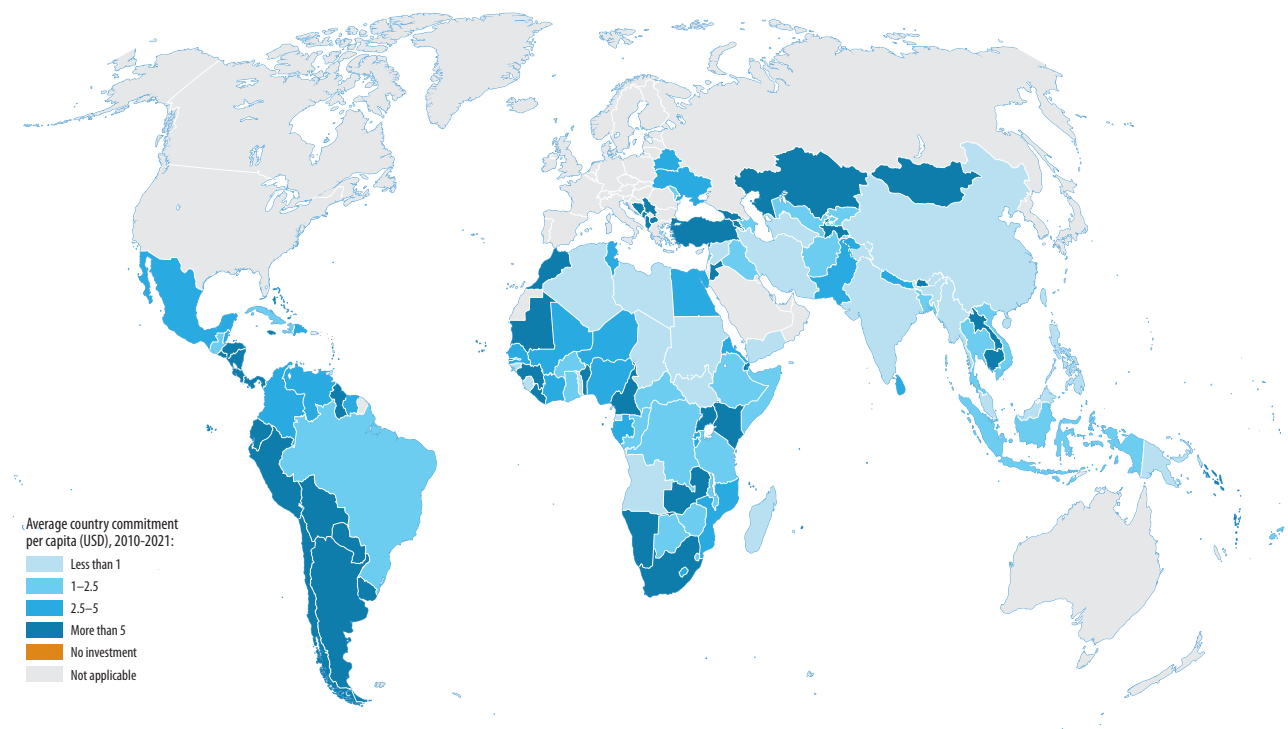 Average country commitment
per capita (USD), 2010-2021:
Less than 1
1–2.5
2.5–5
More than 5
No investment
Not applicable